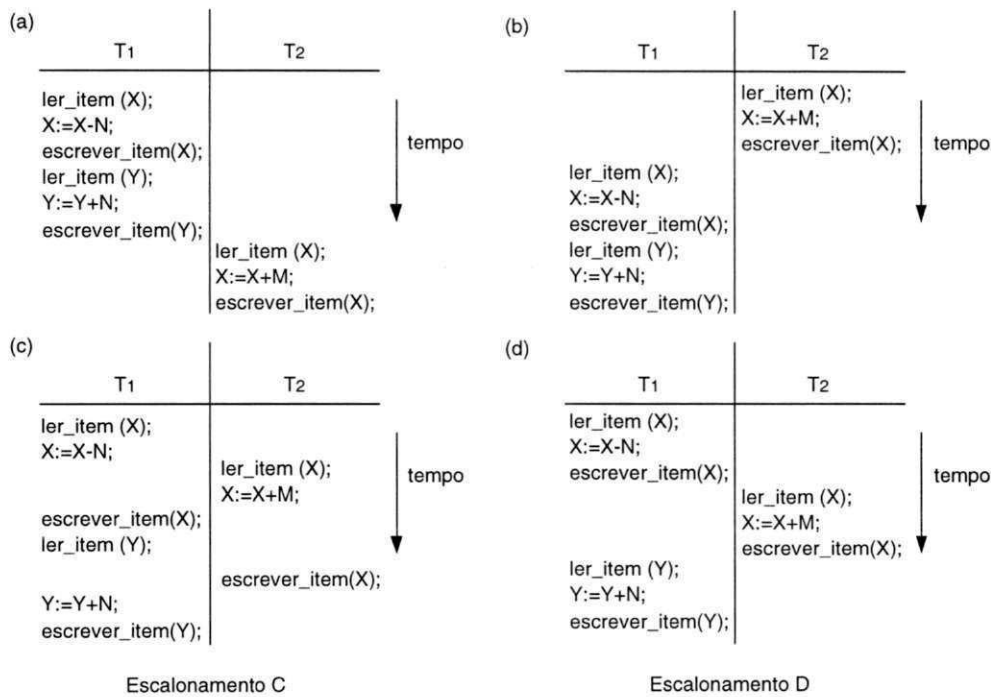 (a)
T1 T2
ler_item (X);
X:=X-N;
escrever_item(X);
ler_item (Y);
Y:=Y+N;
escrever_item(Y);
ler_item (X);
X:=X+M;
escrever_item(X);
tempo
(b)
T1 T2
ler_item (X);
X:=X+M;
escrever_item(X);
ler_item (X);
X:=X-N;
escrever_item(X);
ler_item (Y);
Y:=Y+N;
escrever_item(Y);
tempo
(c)
T1 T2
ler_item (X);
X:=X-N;
ler_item (X);
X:=X+M;
escrever_item(X);
ler_item (Y);
escrever_item(X);
Y:=Y+N;
escrever_item(Y);
tempo
Escalonamento C
(d)
T1 T2
ler_item (X);
X:=X-N;
escrever_item(X);
ler_item (X);
X:=X+M;
escrever_item(X);
ler_item (Y);
Y:=Y+N;
escrever_item(Y);
tempo
Escalonamento D